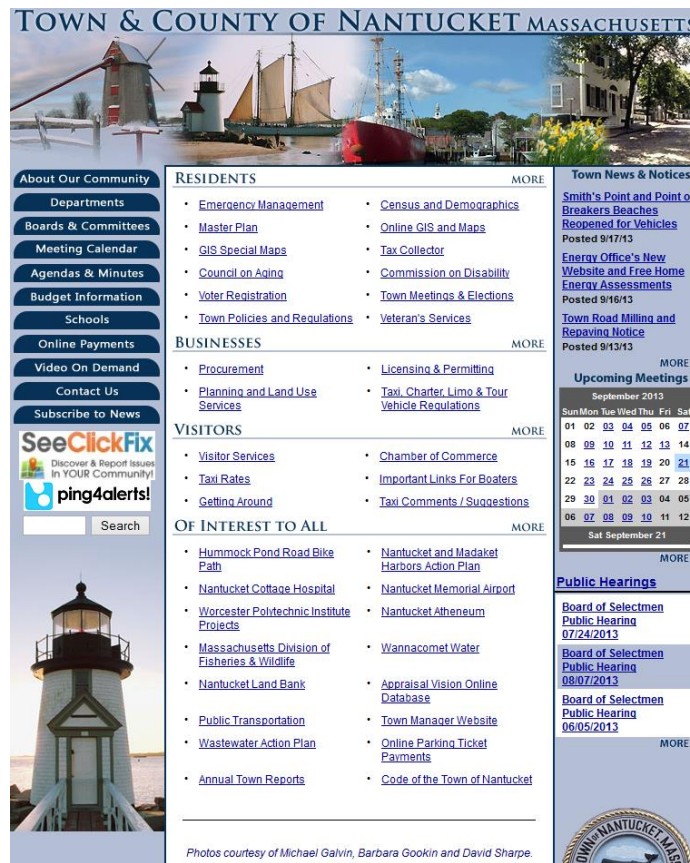 TOWN & COUNTY OF NANTUCKET MASSACHUSETTS
About Our Community
Departments
Boards & Committees
Meeting Calendar
Agendas & Minutes
Budget Information
Schools
Online Payments
Video On Demand
Contact Us
Subscribe to News
SeeClickFix
Discover & Report Issues
In YOUR Community!
ping4alerts!
Search
RESIDENTS MORE
Emergency Management
Census and Demographics
Master Plan
Online GIS and Maps
GIS Special Maps
Tax Collector
Council on Aging
Commission on Disability
Voter Registration
Town Meetings & Elections
Town Policies and Regulations
Veteran's Services
BUSINESSES MORE
Procurement
Licensing & Permitting
Planning and Land Use
Services
Taxi, Charter, Limo & Tour
Vehicle Regulations
VISITORS MORE
Visitor Services
Chamber of Commerce
Taxi Rates
Important Links For Boaters
Getting Around
Taxi Comments / Suggestions
OF INTEREST TO ALL MORE
Hummock Pond Road Bike
Path
Nantucket and Madaket
Harbors Action Plan
Nantucket Cottage Hospital
Nantucket Memorial Airport
Worcester Polytechnic Institute
Projects
Nantucket Atheneum
Massachusetts Division of
Fisheries & Wildlife
Wannacomet Water
Nantucket Land Bank
Appraisal Vision Online
Database
Public Transportation
Town Manager Website
Wastewater Action Plan
Online Parking Ticket
Payments
Annual Town Reports
Code of the Town of Nantucket
Photos courtesy of Michael Galvin, Barbara Gookin and David Sharpe.
Town News & Notices
Smith's Point and Point o
Breakers Beaches
Reopened for Vehicles
Posted 9/17/13
Energy Office's New
Website and Free Home
Energy Assessments
Posted 9/16/13
Town Road Milling and
Repaving Notice
Posted 9/13/13
MORE
Upcoming Meetings
September 2013
Sun Mon Tue Wed Thu Fri Sat
01 02 03 04 05 06 07
08 09 10 11 12 13 14
15 16 17 18 19 20 21
22 23 24 25 26 27 28
29 30 01 02 03 04 05
06 07 08 09 10 11 12
Sat September 21
MORE
Public Hearings
Board of Selectmen
Public Hearing
07/24/2013
Board of Selectmen
Public Hearing
08/07/2013
Board of Selectmen
Public Hearing
06/05/2013
MORE
NANTUCKET